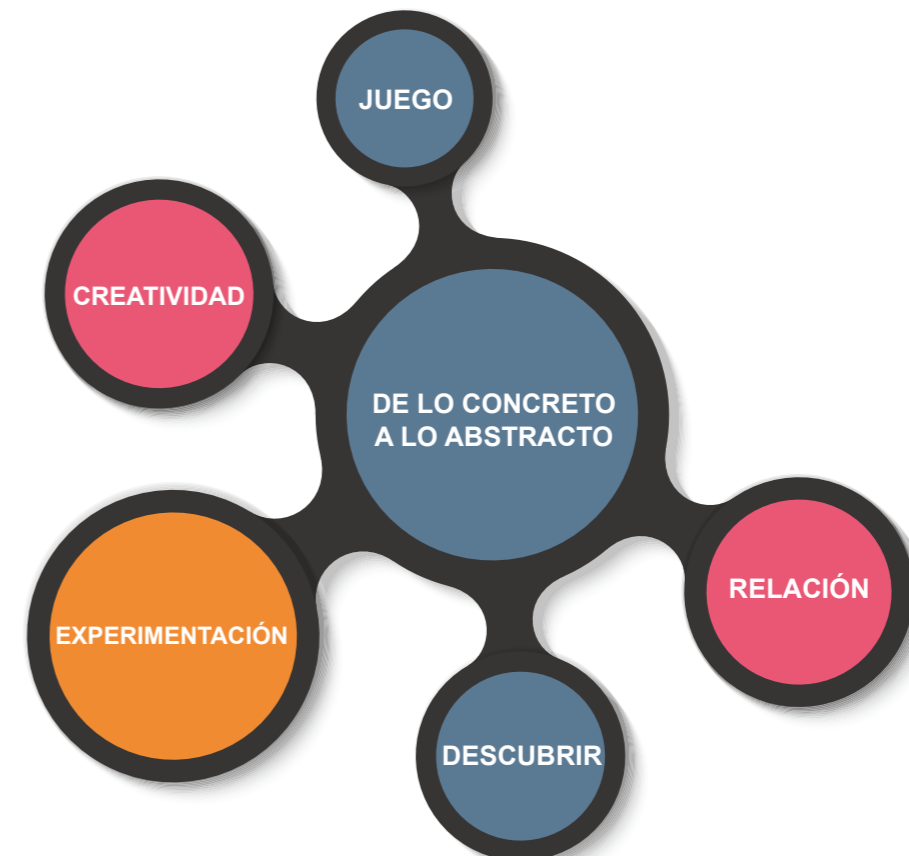 JUEGO
CREATIVIDAD
DE LO CONCRETO
A LO ABSTRACTO
RELACIÓN
EXPERIMENTACIÓN
DESCUBRIR